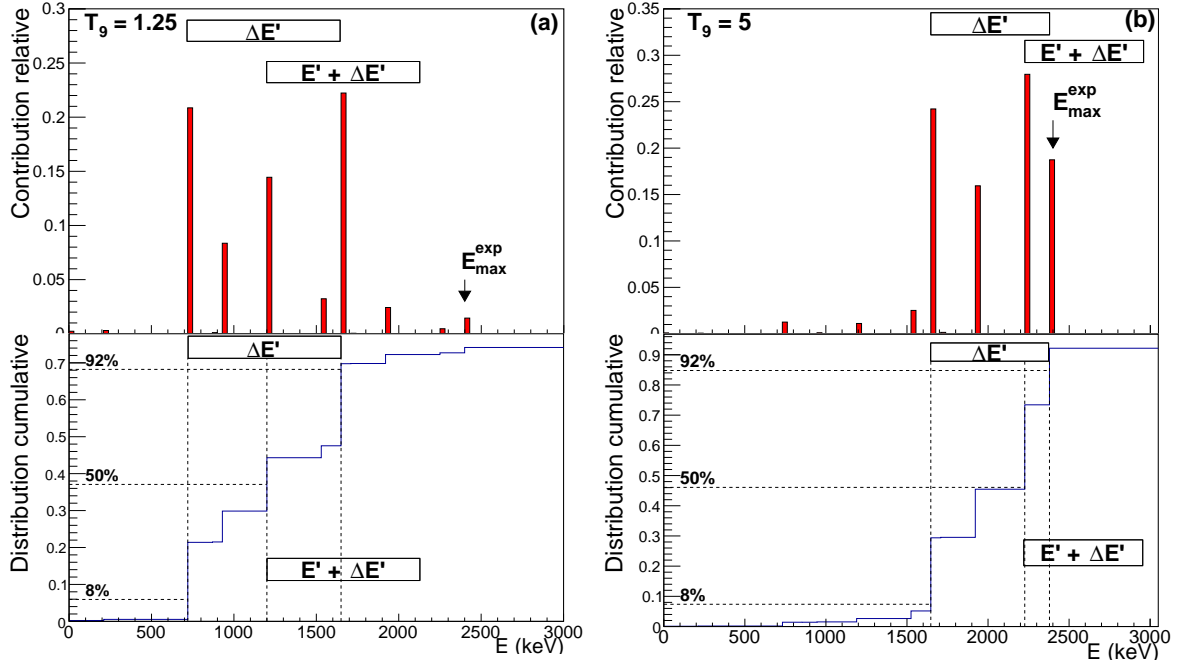 T9 = 1.25
(a)
ΔE'
E' + ΔE'
E^exp_max
Contribution relative
0.3
0.25
0.2
0.15
0.1
0.05
0
ΔE'
92%
50%
8%
E' + ΔE'
Distribution cumulative
0.7
0.6
0.5
0.4
0.3
0.2
0.1
0
0 500 1000 1500 2000 2500 3000
E (keV)
T9 = 5
(b)
ΔE'
E' + ΔE'
E^exp_max
Contribution relative
0.35
0.3
0.25
0.2
0.15
0.1
0.05
0
ΔE'
92%
50%
8%
E' + ΔE'
Distribution cumulative
0.9
0.8
0.7
0.6
0.5
0.4
0.3
0.2
0.1
0
0 500 1000 1500 2000 2500 3000
E (keV)